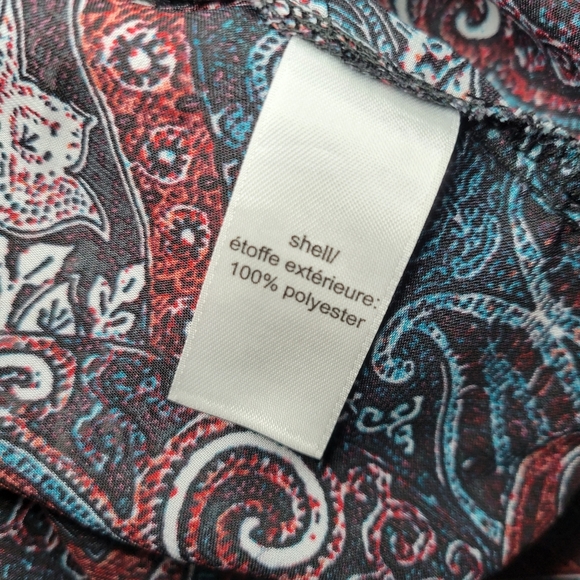 shell/
étoffe extérieure:
100% polyester